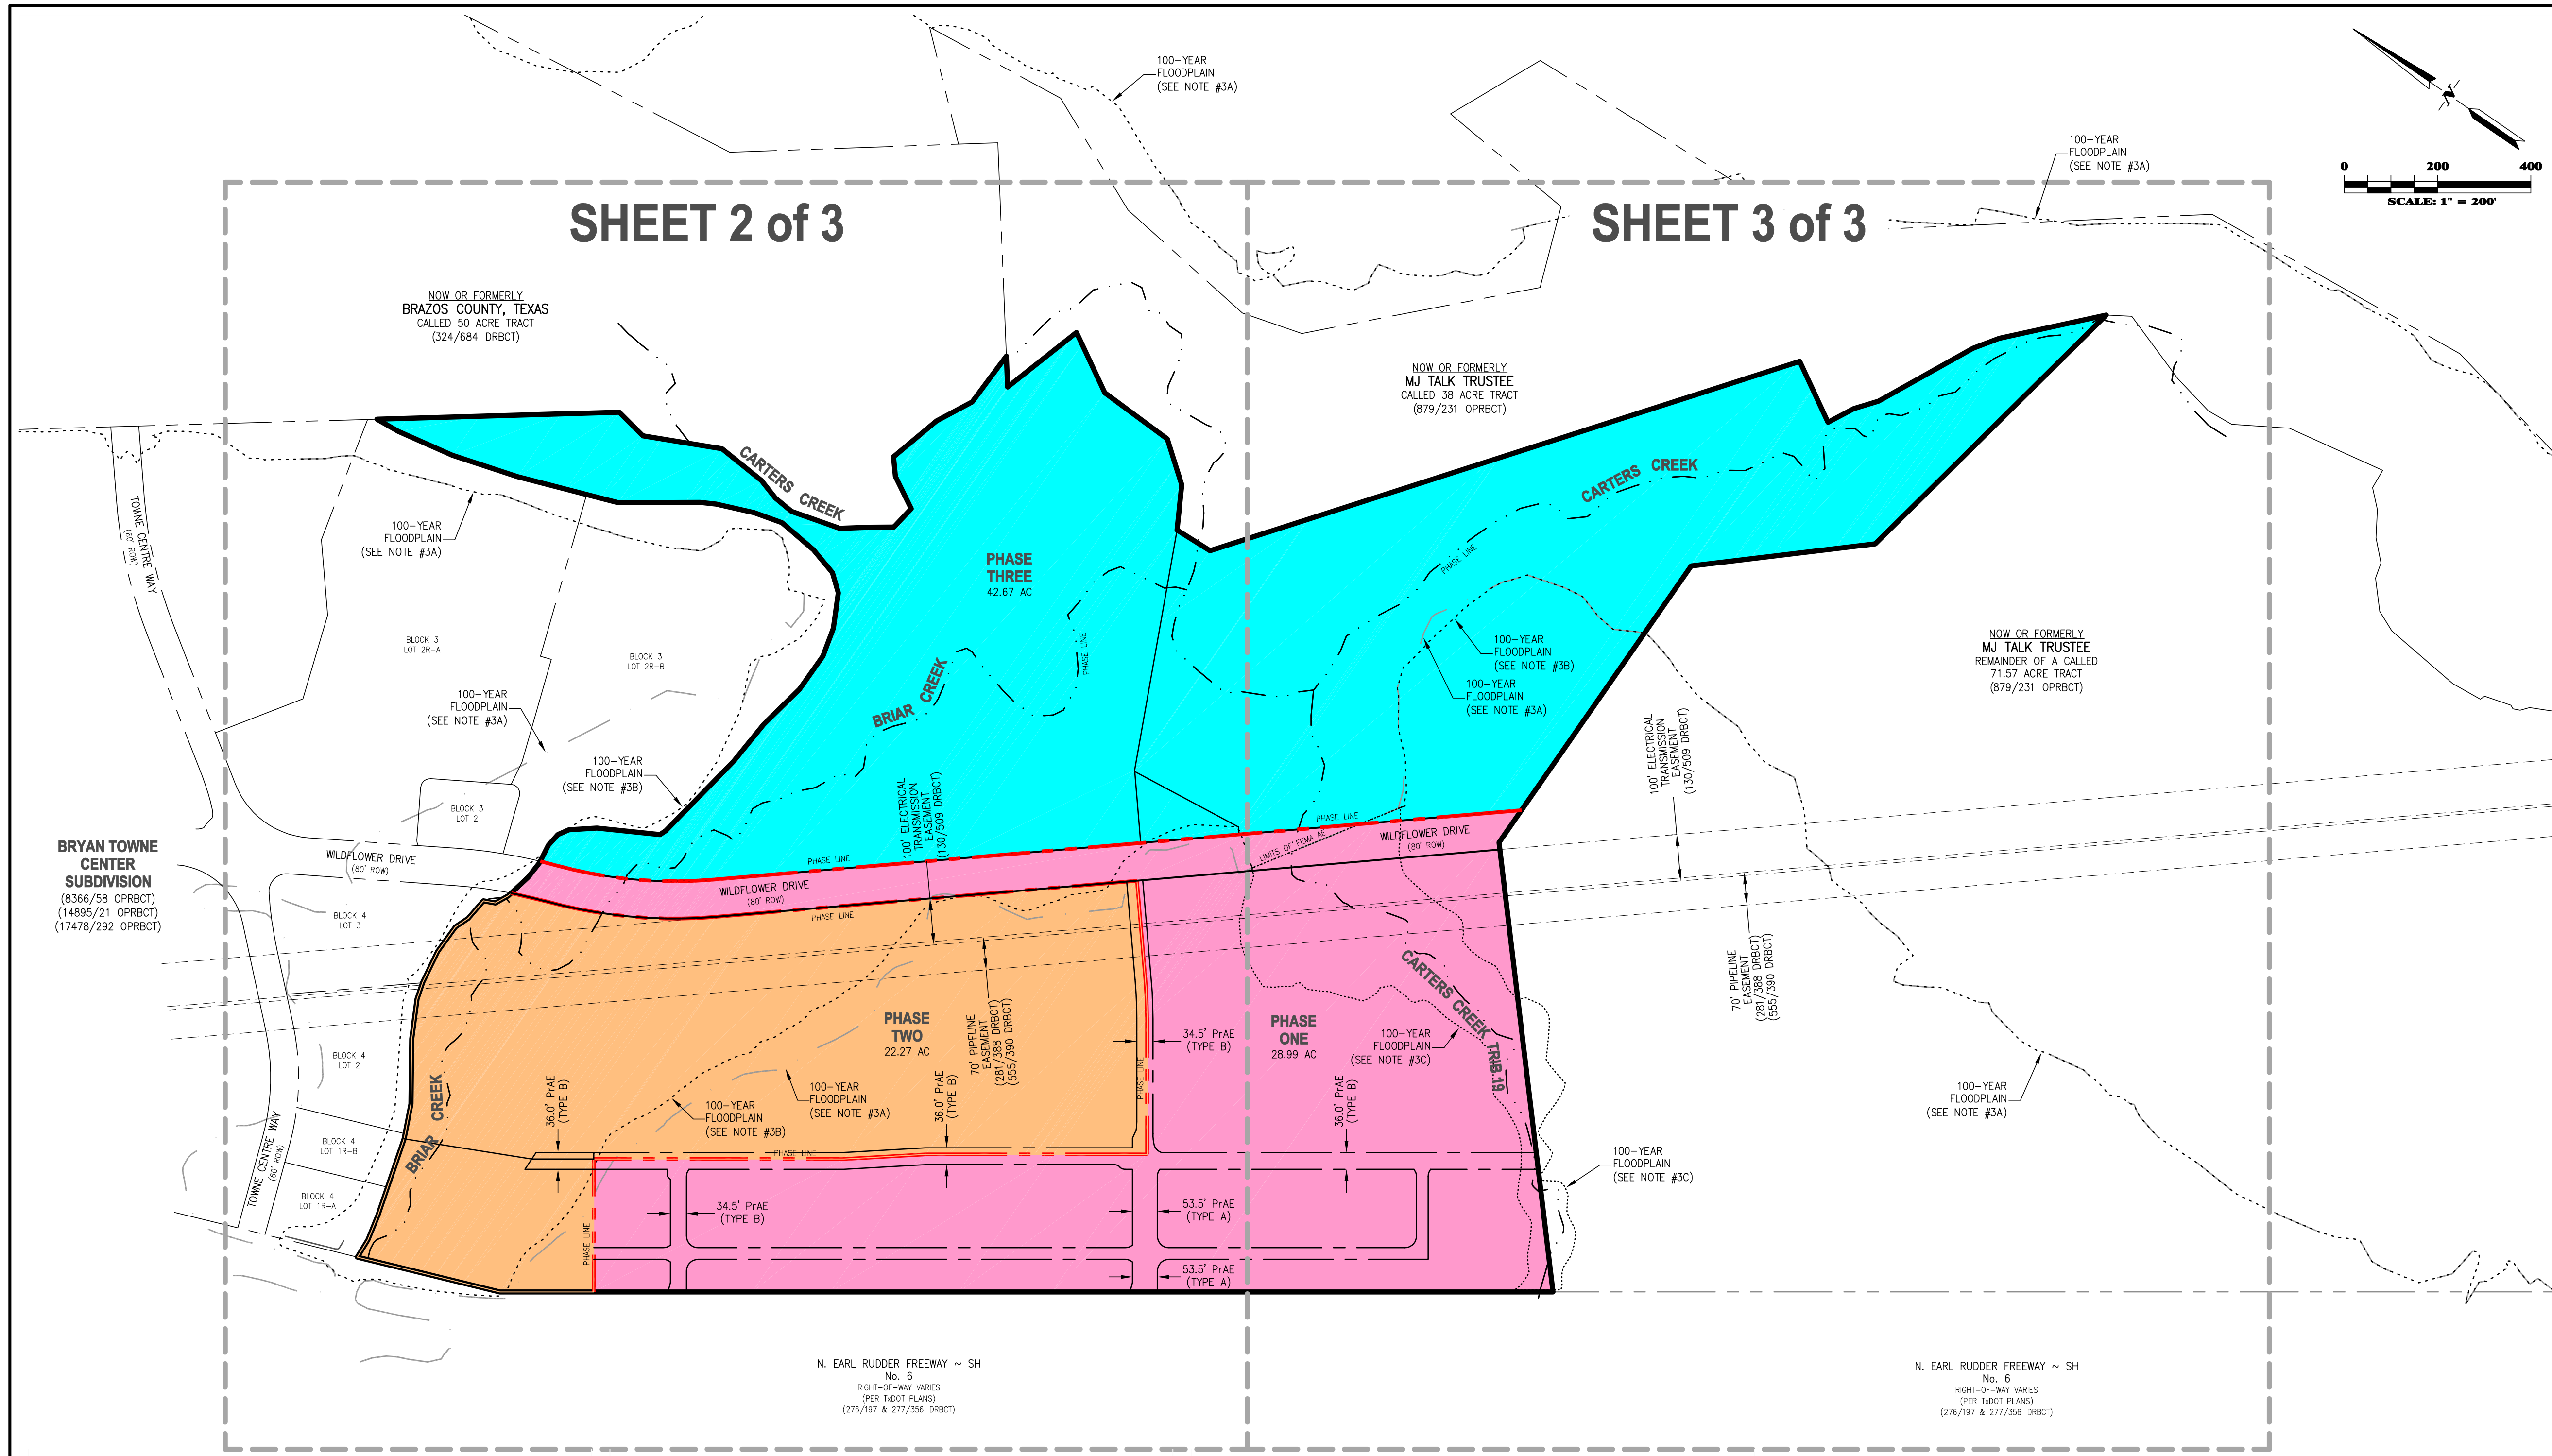 100-YEAR
FLOODPLAIN
(SEE NOTE #3A)
N
100-YEAR
FLOODPLAIN
(SEE NOTE #3A)
0 200 400
SCALE: 1" = 200'
SHEET 2 of 3
SHEET 3 of 3
NOW OR FORMERLY
BRAZOS COUNTY, TEXAS
CALLED 50 ACRE TRACT
(324/684 DRBCT)
NOW OR FORMERLY
MJ TALK TRUSTEE
CALLED 38 ACRE TRACT
(879/231 OPRBCT)
CARTERS CREEK
CARTERS CREEK
TOWNE CENTRE WAY
(60' ROW)
100-YEAR
FLOODPLAIN
(SEE NOTE #3A)
PHASE
THREE
42.67 AC
PHASE LINE
BLOCK 3
LOT 2R-A
BLOCK 3
LOT 2R-B
PHASE LINE
100-YEAR
FLOODPLAIN
(SEE NOTE #3B)
100-YEAR
FLOODPLAIN
(SEE NOTE #3A)
NOW OR FORMERLY
MJ TALK TRUSTEE
REMAINDER OF A CALLED
71.57 ACRE TRACT
(879/231 OPRBCT)
100-YEAR
FLOODPLAIN
(SEE NOTE #3A)
BRIAR CREEK
100-YEAR
FLOODPLAIN
(SEE NOTE #3B)
100' ELECTRICAL
TRANSMISSION
EASEMENT
(130/509 DRBCT)
100' ELECTRICAL
TRANSMISSION
EASEMENT
(130/509 DRBCT)
BLOCK 3
LOT 2
PHASE LINE
LIMITS OF FEMA AE
WILDFLOWER DRIVE
(80' ROW)
BRYAN TOWNE
CENTER
SUBDIVISION
(8366/58 OPRBCT)
(14895/21 OPRBCT)
(17478/292 OPRBCT)
WILDFLOWER DRIVE
(80' ROW)
PHASE LINE
WILDFLOWER DRIVE
(80' ROW)
PHASE LINE
BLOCK 4
LOT 3
CARTERS CREEK TRIB 19
70' PIPELINE
EASEMENT
(281/388 DRBCT)
(555/390 DRBCT)
PHASE
TWO
22.27 AC
70' PIPELINE
EASEMENT
(281/388 DRBCT)
(555/390 DRBCT)
34.5' PrAE
(TYPE B)
PHASE
ONE
28.99 AC
100-YEAR
FLOODPLAIN
(SEE NOTE #3C)
BLOCK 4
LOT 2
PHASE LINE
BRIAR CREEK
36.0' PrAE
(TYPE B)
100-YEAR
FLOODPLAIN
(SEE NOTE #3B)
100-YEAR
FLOODPLAIN
(SEE NOTE #3A)
36.0' PrAE
(TYPE B)
36.0' PrAE
(TYPE B)
100-YEAR
FLOODPLAIN
(SEE NOTE #3A)
TOWNE CENTRE WAY
(60' ROW)
BLOCK 4
LOT 1R-B
PHASE LINE
100-YEAR
FLOODPLAIN
(SEE NOTE #3C)
BLOCK 4
LOT 1R-A
34.5' PrAE
(TYPE B)
53.5' PrAE
(TYPE A)
PHASE LINE
53.5' PrAE
(TYPE A)
N. EARL RUDDER FREEWAY ~ SH
No. 6
RIGHT-OF-WAY VARIES
(PER TxDOT PLANS)
(276/197 & 277/356 DRBCT)
N. EARL RUDDER FREEWAY ~ SH
No. 6
RIGHT-OF-WAY VARIES
(PER TxDOT PLANS)
(276/197 & 277/356 DRBCT)